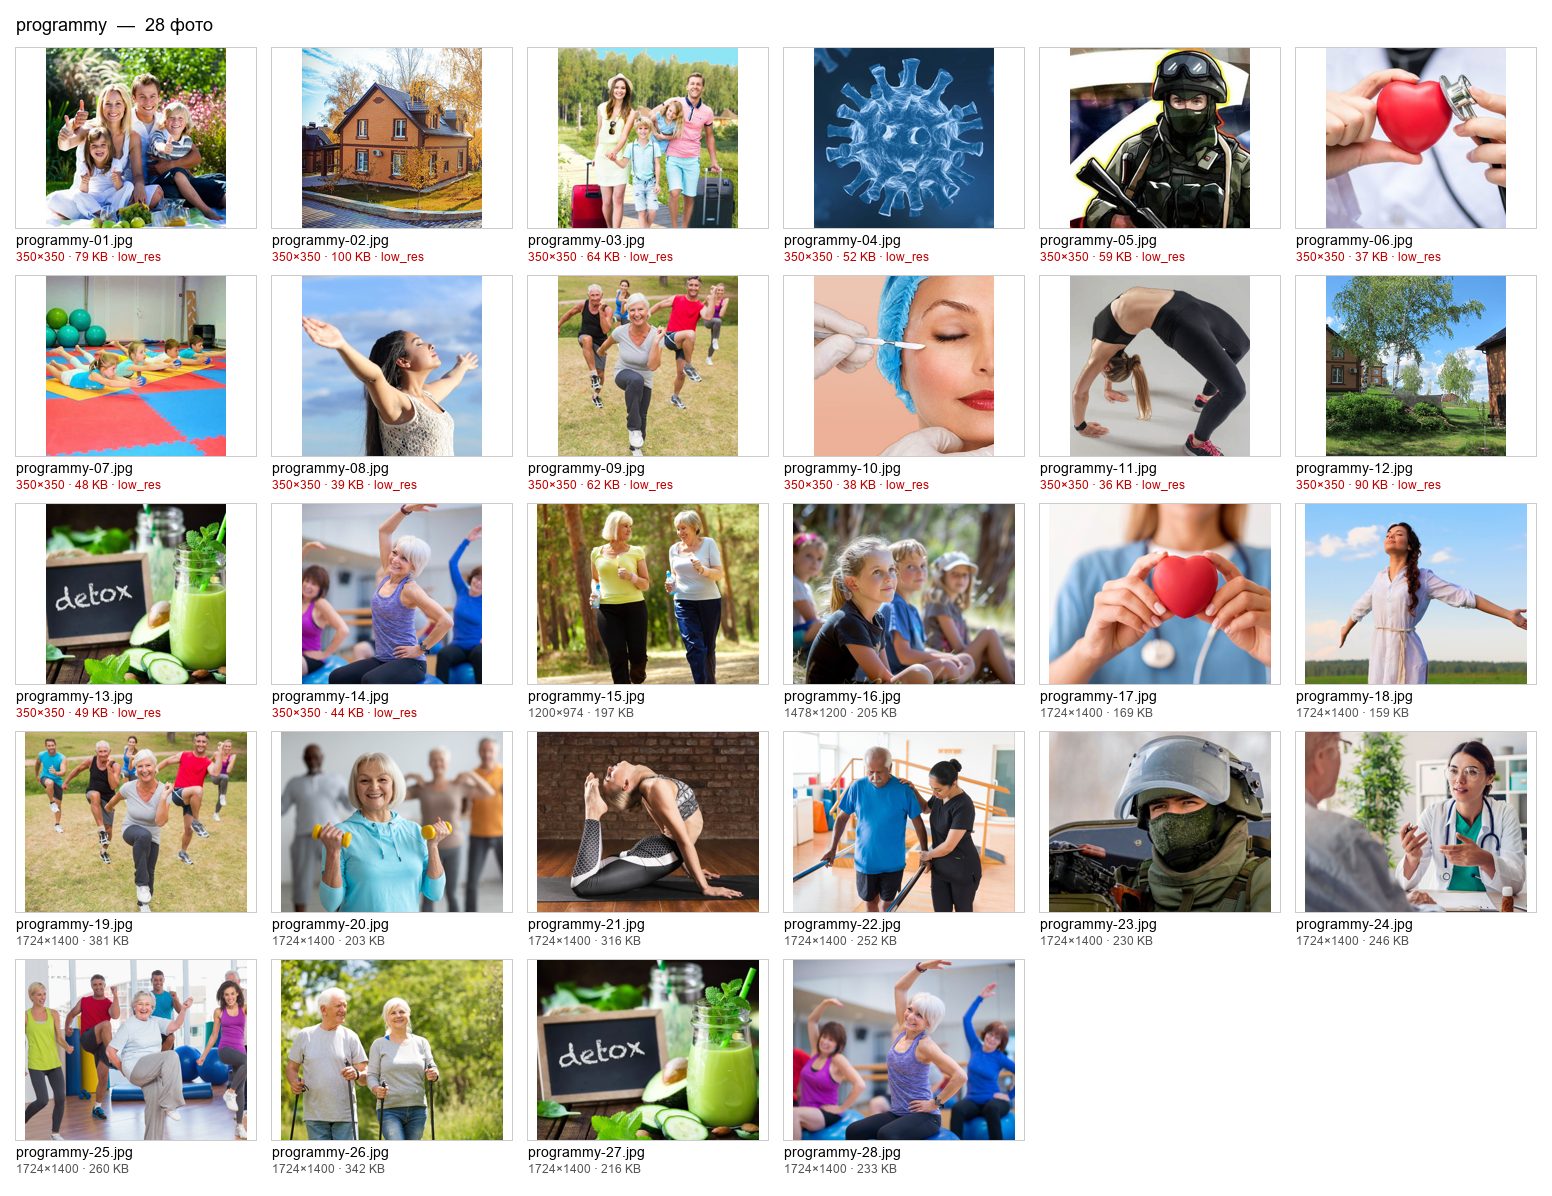 programmy — 28 фото
programmy-01.jpg
350×350 · 79 KB · low_res
programmy-02.jpg
350×350 · 100 KB · low_res
programmy-03.jpg
350×350 · 64 KB · low_res
programmy-04.jpg
350×350 · 52 KB · low_res
programmy-05.jpg
350×350 · 59 KB · low_res
programmy-06.jpg
350×350 · 37 KB · low_res
programmy-07.jpg
350×350 · 48 KB · low_res
programmy-08.jpg
350×350 · 39 KB · low_res
programmy-09.jpg
350×350 · 62 KB · low_res
programmy-10.jpg
350×350 · 38 KB · low_res
programmy-11.jpg
350×350 · 36 KB · low_res
programmy-12.jpg
350×350 · 90 KB · low_res
detox
programmy-13.jpg
350×350 · 49 KB · low_res
programmy-14.jpg
350×350 · 44 KB · low_res
programmy-15.jpg
1200×974 · 197 KB
programmy-16.jpg
1478×1200 · 205 KB
programmy-17.jpg
1724×1400 · 169 KB
programmy-18.jpg
1724×1400 · 159 KB
programmy-19.jpg
1724×1400 · 381 KB
programmy-20.jpg
1724×1400 · 203 KB
programmy-21.jpg
1724×1400 · 316 KB
programmy-22.jpg
1724×1400 · 252 KB
programmy-23.jpg
1724×1400 · 230 KB
programmy-24.jpg
1724×1400 · 246 KB
programmy-25.jpg
1724×1400 · 260 KB
programmy-26.jpg
1724×1400 · 342 KB
detox
programmy-27.jpg
1724×1400 · 216 KB
programmy-28.jpg
1724×1400 · 233 KB